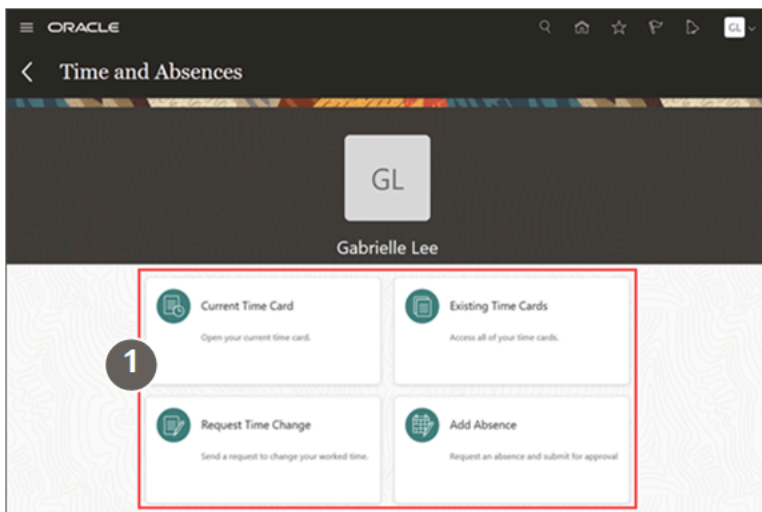 ORACLE
GL
Time and Absences
GL
Gabrielle Lee
Current Time Card
Open your current time card.
Existing Time Cards
Access all of your time cards.
1
Request Time Change
Send a request to change your worked time.
Add Absence
Request an absence and submit for approval